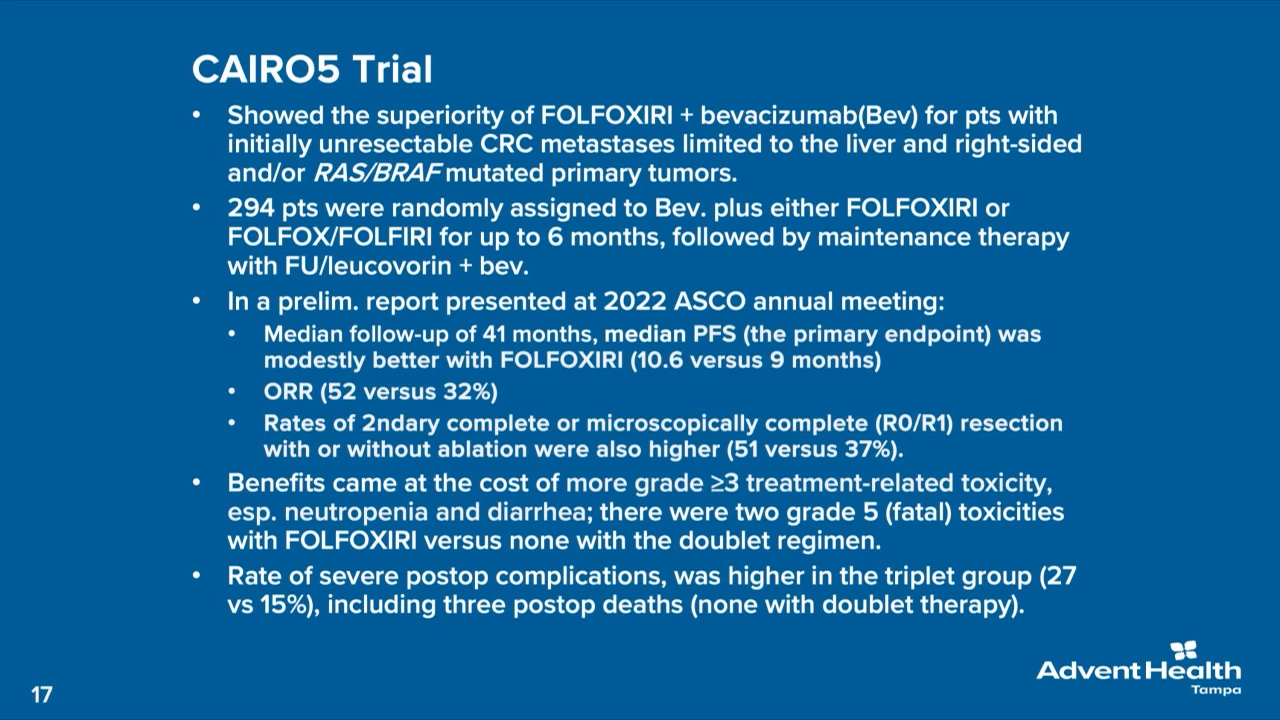 CAIRO5 Trial
• Showed the superiority of FOLFOXIRI + bevacizumab(Bev) for pts with
initially unresectable CRC metastases limited to the liver and right-sided
and/or RAS/BRAF mutated primary tumors.
• 294 pts were randomly assigned to Bev. plus either FOLFOXIRI or
FOLFOX/FOLFIRI for up to 6 months, followed by maintenance therapy
with FU/leucovorin + bev.
• In a prelim. report presented at 2022 ASCO annual meeting:
• Median follow-up of 41 months, median PFS (the primary endpoint) was
modestly better with FOLFOXIRI (10.6 versus 9 months)
• ORR (52 versus 32%)
• Rates of 2ndary complete or microscopically complete (R0/R1) resection
with or without ablation were also higher (51 versus 37%).
• Benefits came at the cost of more grade ≥3 treatment-related toxicity,
esp. neutropenia and diarrhea; there were two grade 5 (fatal) toxicities
with FOLFOXIRI versus none with the doublet regimen.
• Rate of severe postop complications, was higher in the triplet group (27
vs 15%), including three postop deaths (none with doublet therapy).
AdventHealth
Tampa
17